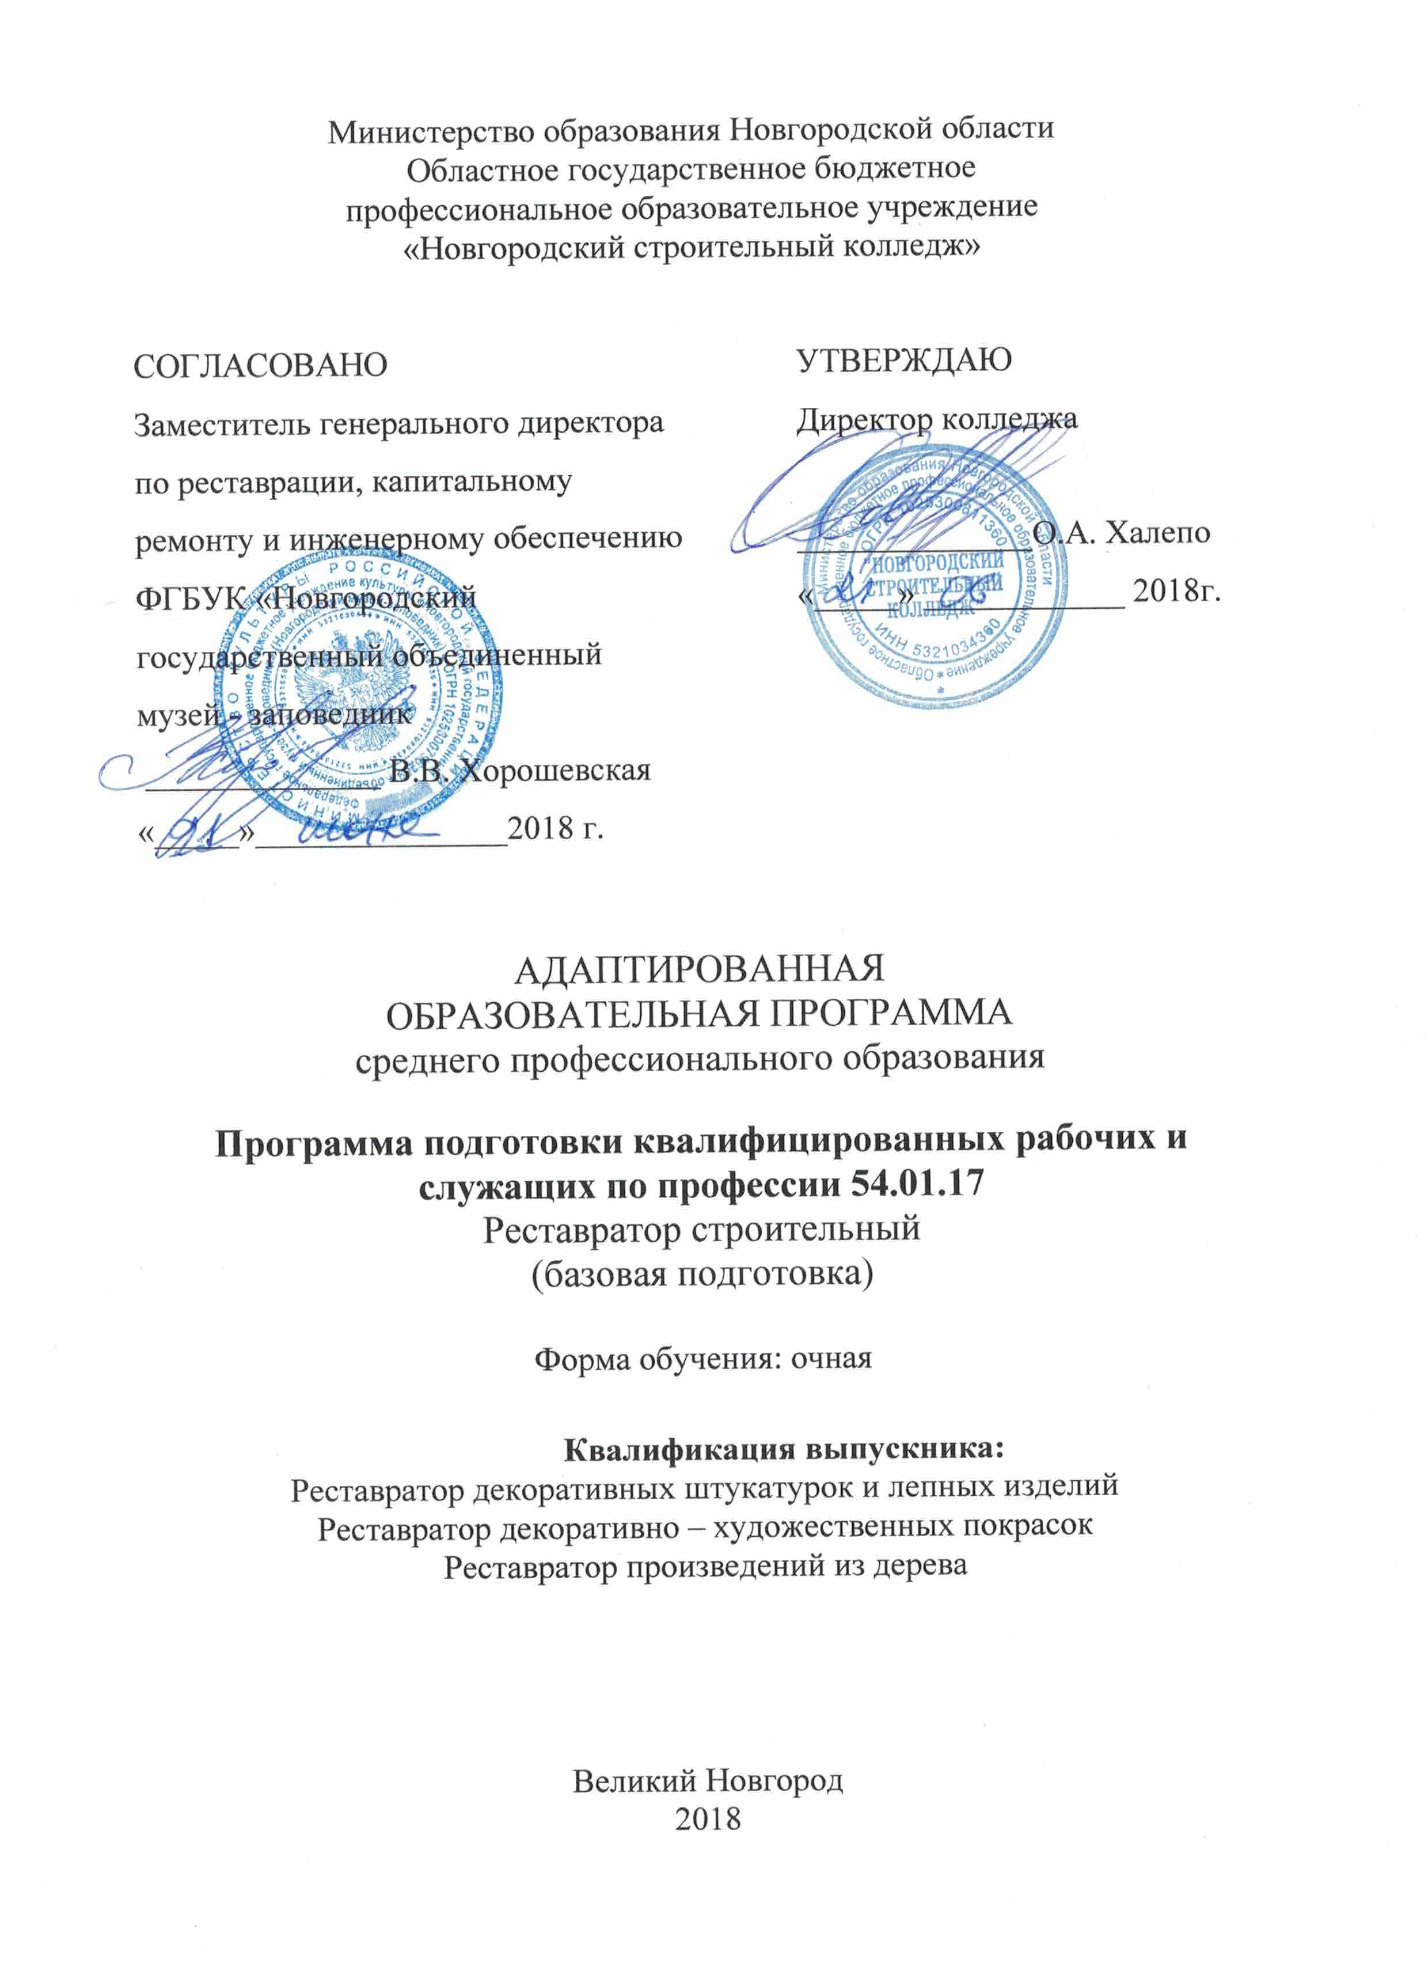 Министерство образования Новгородской области
Областное государственное бюджетное
профессиональное образовательное учреждение
«Новгородский строительный колледж»
СОГЛАСОВАНО
Заместитель генерального директора
по реставрации, капитальному
ремонту и инженерному обеспечению
ФГБУК «Новгородский
государственный объединенный
музей - заповедник
В.В. Хорошевская
«21» июня 2018 г.
УТВЕРЖДАЮ
Директор колледжа
О.А. Халепо
«21» 06 2018г.
"НОВГОРОДСКИЙ
СТРОИТЕЛЬНЫЙ
КОЛЛЕДЖ"
ИНН 5321034360
АДАПТИРОВАННАЯ
ОБРАЗОВАТЕЛЬНАЯ ПРОГРАММА
среднего профессионального образования
Программа подготовки квалифицированных рабочих и
служащих по профессии 54.01.17
Реставратор строительный
(базовая подготовка)
Форма обучения: очная
Квалификация выпускника:
Реставратор декоративных штукатурок и лепных изделий
Реставратор декоративно – художественных покрасок
Реставратор произведений из дерева
Великий Новгород
2018